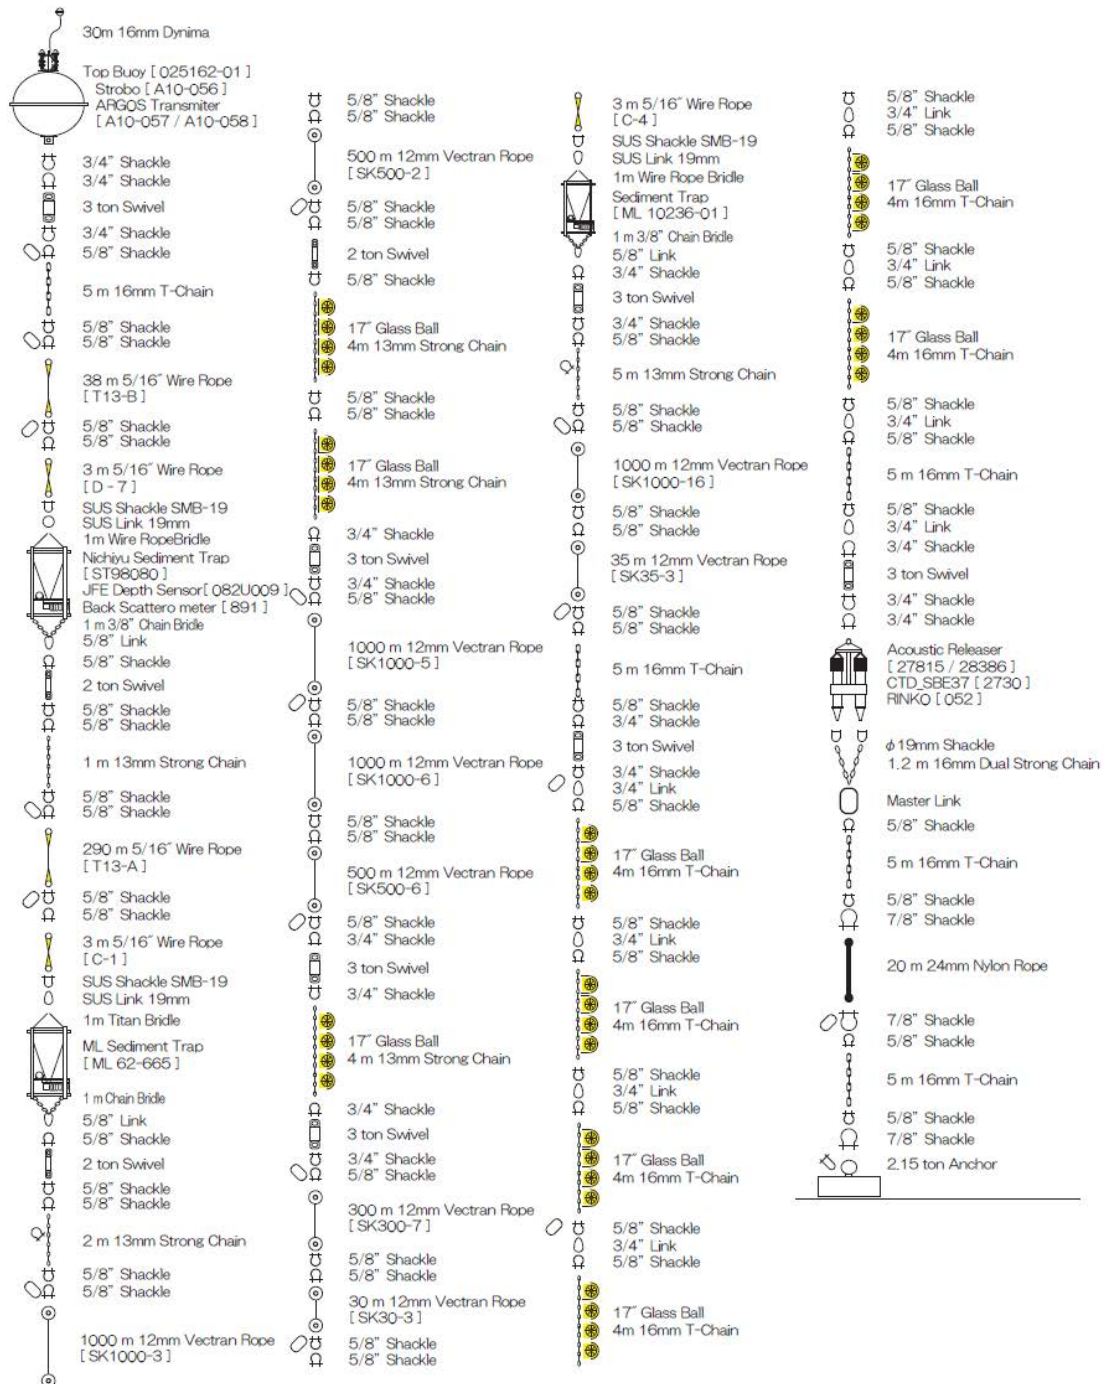 30m 16mm Dynima
Top Buoy [ 025162-01 ]
Strobo [ A10-056 ]
ARGOS Transmiter
[ A10-057 / A10-058 ]
3/4" Shackle
3/4" Shackle
3 ton Swivel
3/4" Shackle
5/8" Shackle
5 m 16mm T-Chain
5/8" Shackle
5/8" Shackle
38 m 5/16" Wire Rope
[ T13-B ]
5/8" Shackle
5/8" Shackle
3 m 5/16" Wire Rope
[ D - 7 ]
SUS Shackle SMB-19
SUS Link 19mm
1m Wire RopeBridle
Nichiyu Sediment Trap
[ ST98080 ]
JFE Depth Sensor[ 082U009 ]
Back Scattero meter [ 891 ]
1 m 3/8" Chain Bridle
5/8" Link
5/8" Shackle
2 ton Swivel
5/8" Shackle
5/8" Shackle
1 m 13mm Strong Chain
5/8" Shackle
5/8" Shackle
290 m 5/16" Wire Rope
[ T13-A ]
5/8" Shackle
5/8" Shackle
3 m 5/16" Wire Rope
[ C-1 ]
SUS Shackle SMB-19
SUS Link 19mm
1m Titan Bridle
ML Sediment Trap
[ ML 62-665 ]
1 m Chain Bridle
5/8" Link
5/8" Shackle
2 ton Swivel
5/8" Shackle
5/8" Shackle
2 m 13mm Strong Chain
5/8" Shackle
5/8" Shackle
1000 m 12mm Vectran Rope
[ SK1000-3 ]
5/8" Shackle
5/8" Shackle
500 m 12mm Vectran Rope
[ SK500-2 ]
5/8" Shackle
5/8" Shackle
2 ton Swivel
5/8" Shackle
17" Glass Ball
4m 13mm Strong Chain
5/8" Shackle
5/8" Shackle
17" Glass Ball
4m 13mm Strong Chain
3/4" Shackle
3 ton Swivel
3/4" Shackle
5/8" Shackle
1000 m 12mm Vectran Rope
[ SK1000-5 ]
5/8" Shackle
5/8" Shackle
1000 m 12mm Vectran Rope
[ SK1000-6 ]
5/8" Shackle
5/8" Shackle
500 m 12mm Vectran Rope
[ SK500-6 ]
5/8" Shackle
3/4" Shackle
3 ton Swivel
3/4" Shackle
17" Glass Ball
4 m 13mm Strong Chain
3/4" Shackle
3 ton Swivel
3/4" Shackle
5/8" Shackle
300 m 12mm Vectran Rope
[ SK300-7 ]
5/8" Shackle
5/8" Shackle
30 m 12mm Vectran Rope
[ SK30-3 ]
5/8" Shackle
5/8" Shackle
3 m 5/16" Wire Rope
[ C-4 ]
SUS Shackle SMB-19
SUS Link 19mm
1m Wire Rope Bridle
Sediment Trap
[ ML 10236-01 ]
1 m 3/8" Chain Bridle
5/8" Link
3/4" Shackle
3 ton Swivel
3/4" Shackle
5/8" Shackle
5 m 13mm Strong Chain
5/8" Shackle
5/8" Shackle
1000 m 12mm Vectran Rope
[ SK1000-16 ]
5/8" Shackle
5/8" Shackle
35 m 12mm Vectran Rope
[ SK35-3 ]
5/8" Shackle
5/8" Shackle
5 m 16mm T-Chain
5/8" Shackle
3/4" Shackle
3 ton Swivel
3/4" Shackle
3/4" Link
5/8" Shackle
17" Glass Ball
4m 16mm T-Chain
5/8" Shackle
3/4" Link
5/8" Shackle
17" Glass Ball
4m 16mm T-Chain
5/8" Shackle
3/4" Link
5/8" Shackle
17" Glass Ball
4m 16mm T-Chain
5/8" Shackle
3/4" Link
5/8" Shackle
17" Glass Ball
4m 16mm T-Chain
5/8" Shackle
3/4" Link
5/8" Shackle
17" Glass Ball
4m 16mm T-Chain
5/8" Shackle
3/4" Link
5/8" Shackle
17" Glass Ball
4m 16mm T-Chain
5/8" Shackle
3/4" Link
5/8" Shackle
5 m 16mm T-Chain
5/8" Shackle
3/4" Link
3/4" Shackle
3 ton Swivel
3/4" Shackle
3/4" Shackle
Acoustic Releaser
[ 27815 / 28386 ]
CTD_SBE37 [ 2730 ]
RINKO [ 052 ]
φ19mm Shackle
1.2 m 16mm Dual Strong Chain
Master Link
5/8" Shackle
5 m 16mm T-Chain
5/8" Shackle
7/8" Shackle
20 m 24mm Nylon Rope
7/8" Shackle
5/8" Shackle
5 m 16mm T-Chain
5/8" Shackle
7/8" Shackle
2.15 ton Anchor